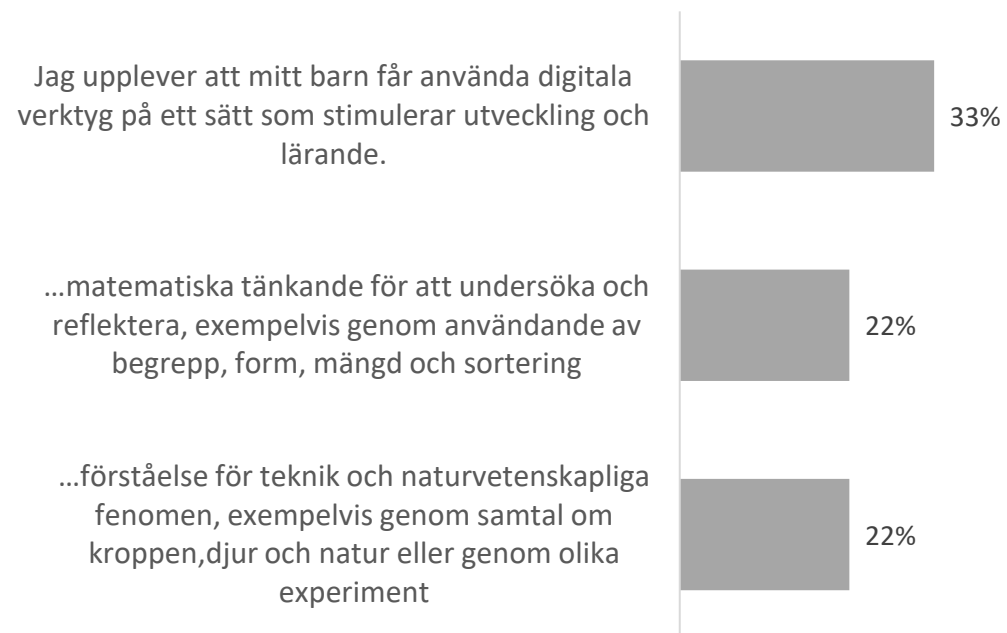 Jag upplever att mitt barn får använda digitala
verktyg på ett sätt som stimulerar utveckling och
lärande.
33%
…matematiska tänkande för att undersöka och
reflektera, exempelvis genom användande av
begrepp, form, mängd och sortering
22%
…förståelse för teknik och naturvetenskapliga
fenomen, exempelvis genom samtal om
kroppen,djur och natur eller genom olika
experiment
22%